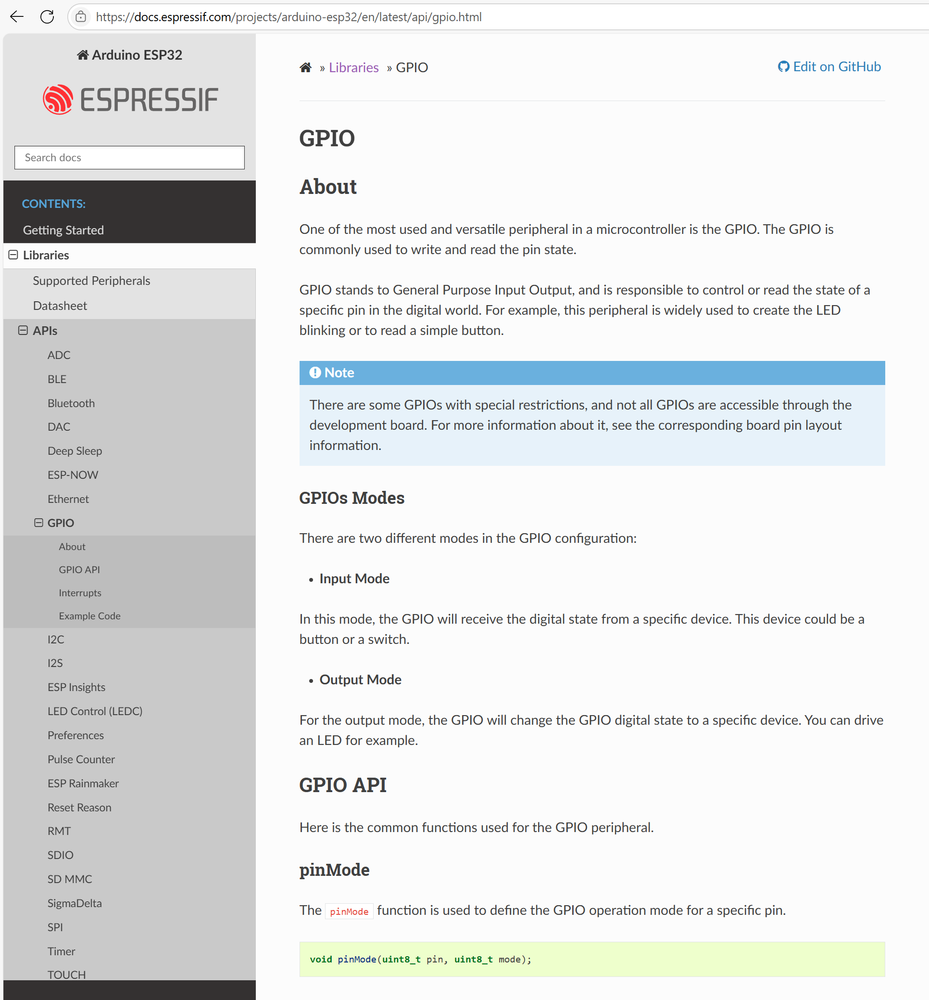 https://docs.espressif.com/projects/arduino-esp32/en/latest/api/gpio.html
Arduino ESP32
ESPRESSIF
Search docs
CONTENTS:
Getting Started
Libraries
Supported Peripherals
Datasheet
APIs
ADC
BLE
Bluetooth
DAC
Deep Sleep
ESP-NOW
Ethernet
GPIO
About
GPIO API
Interrupts
Example Code
I2C
I2S
ESP Insights
LED Control (LEDC)
Preferences
Pulse Counter
ESP Rainmaker
Reset Reason
RMT
SDIO
SD MMC
SigmaDelta
SPI
Timer
TOUCH
» Libraries » GPIO
Edit on GitHub
GPIO
About
One of the most used and versatile peripheral in a microcontroller is the GPIO. The GPIO is
commonly used to write and read the pin state.
GPIO stands to General Purpose Input Output, and is responsible to control or read the state of a
specific pin in the digital world. For example, this peripheral is widely used to create the LED
blinking or to read a simple button.
Note
There are some GPIOs with special restrictions, and not all GPIOs are accessible through the
development board. For more information about it, see the corresponding board pin layout
information.
GPIOs Modes
There are two different modes in the GPIO configuration:
• Input Mode
In this mode, the GPIO will receive the digital state from a specific device. This device could be a
button or a switch.
• Output Mode
For the output mode, the GPIO will change the GPIO digital state to a specific device. You can drive
an LED for example.
GPIO API
Here is the common functions used for the GPIO peripheral.
pinMode
The pinMode function is used to define the GPIO operation mode for a specific pin.
void pinMode(uint8_t pin, uint8_t mode);